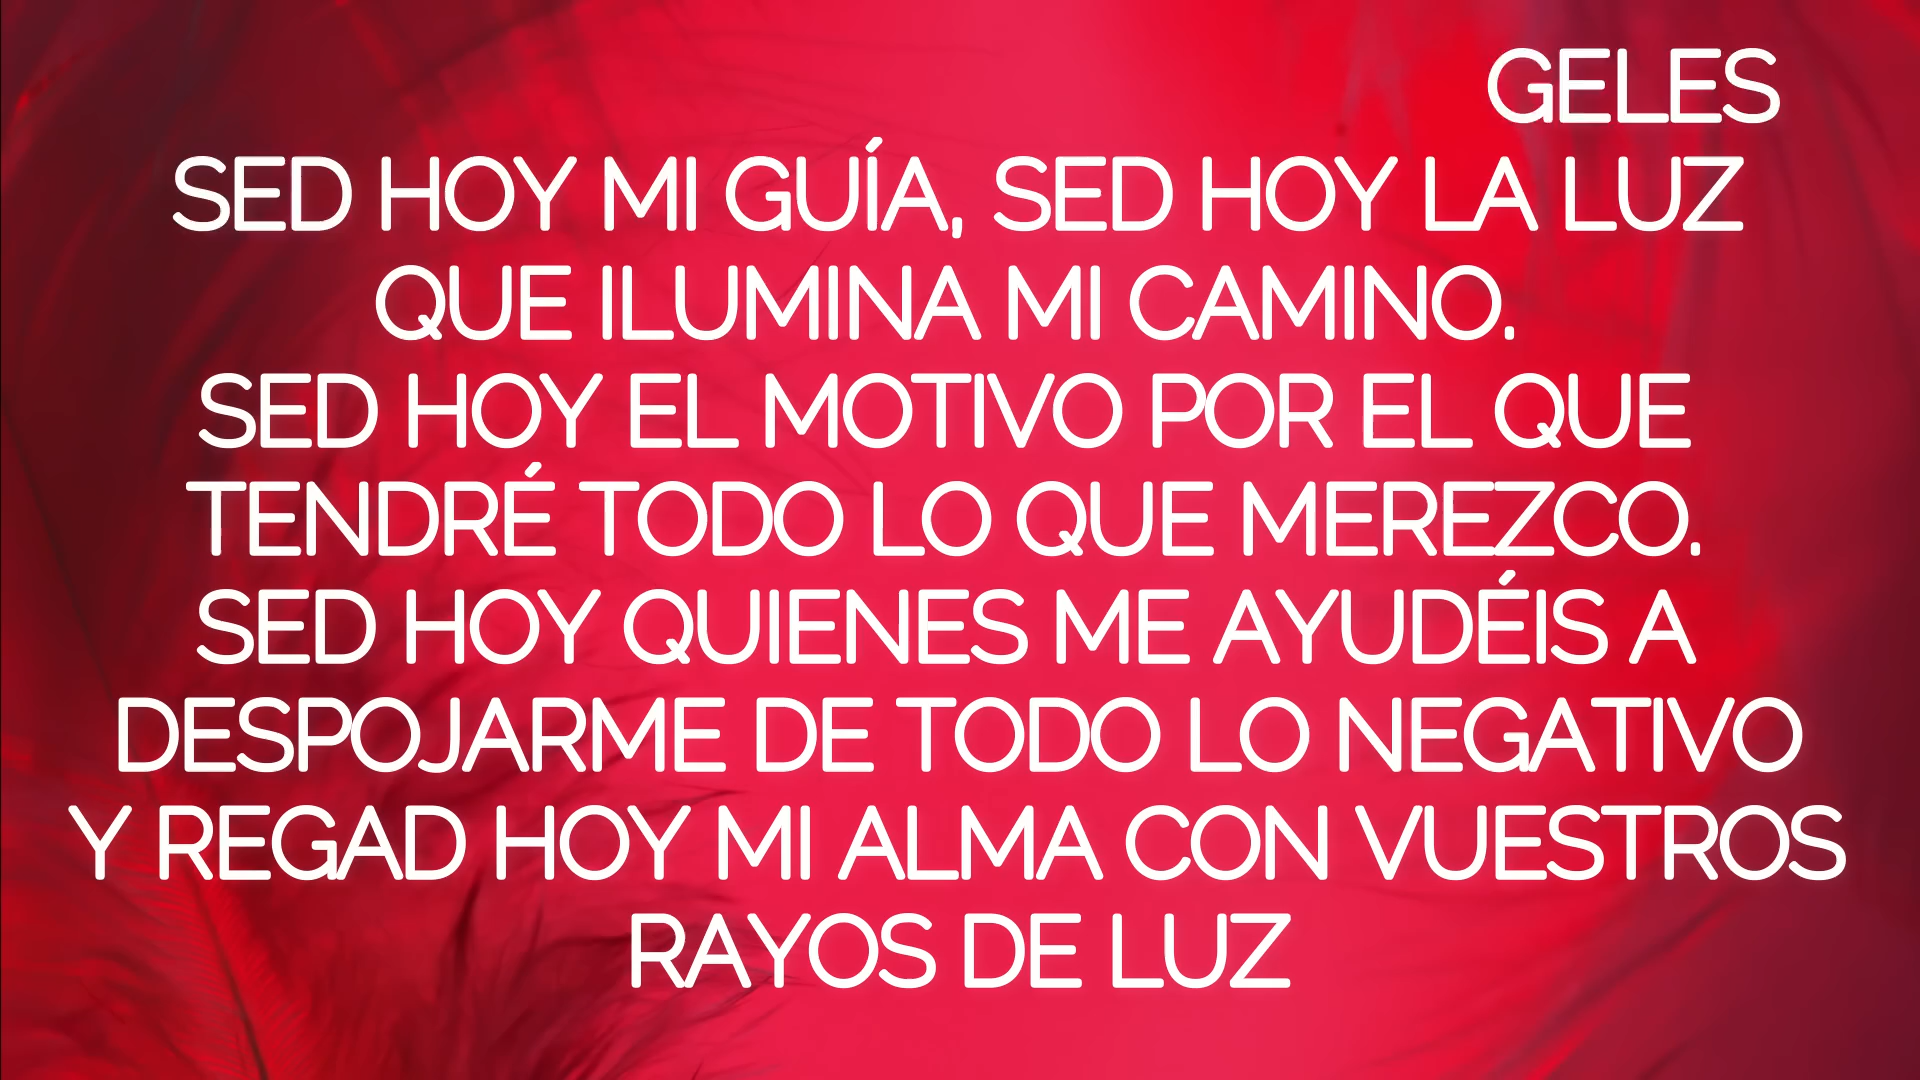 GELES
SED HOY MI GUÍA, SED HOY LA LUZ
QUE ILUMINA MI CAMINO.
SED HOY EL MOTIVO POR EL QUE
TENDRÉ TODO LO QUE MEREZCO.
SED HOY QUIENES ME AYUDÉIS A
DESPOJARME DE TODO LO NEGATIVO
Y REGAD HOY MI ALMA CON VUESTROS
RAYOS DE LUZ